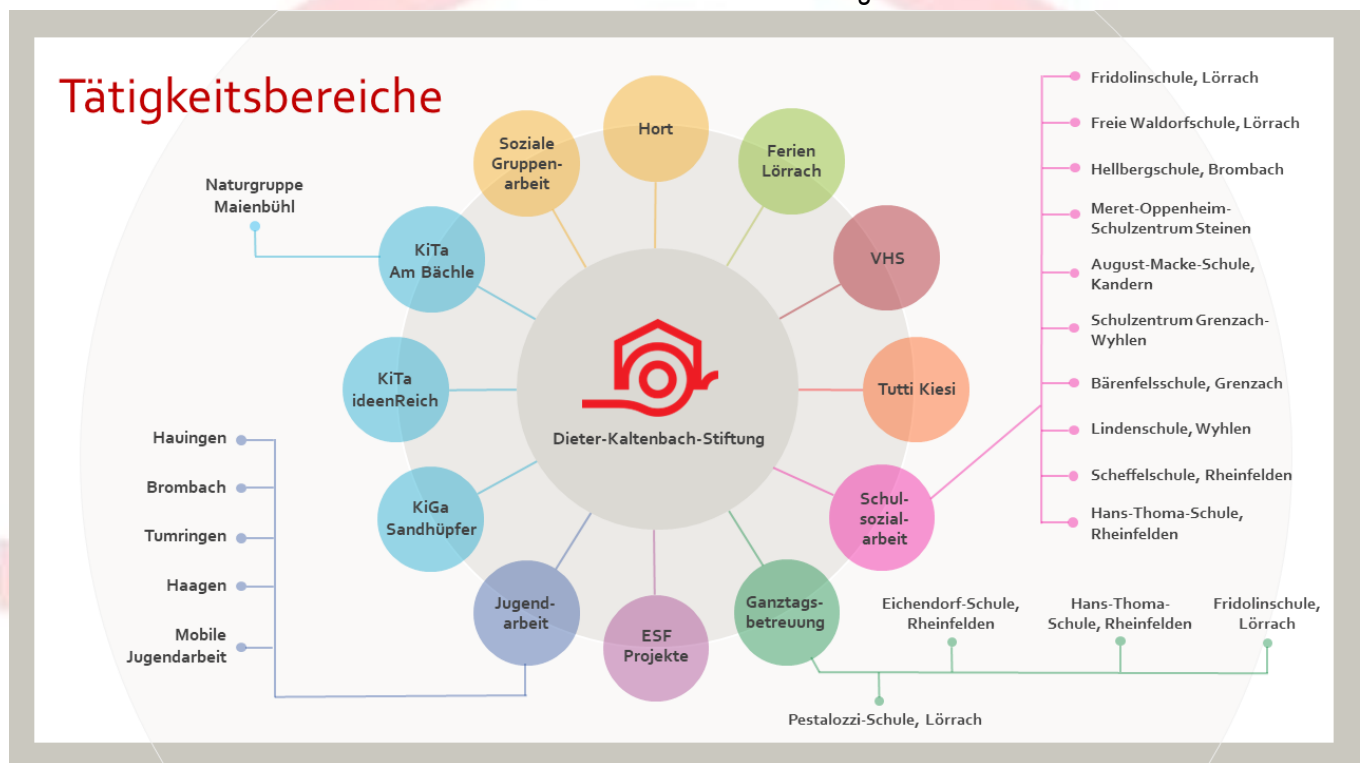 Tätigkeitsbereiche
Hort
Ferien
Lörrach
VHS
Tutti Kiesi
Schul-
sozial-
arbeit
Fridolinschule, Lörrach
Freie Waldorfschule, Lörrach
Hellbergschule, Brombach
Meret-Oppenheim-
Schulzentrum Steinen
August-Macke-Schule,
Kandern
Schulzentrum Grenzach-
Wyhlen
Bärenfelsschule, Grenzach
Lindenschule, Wyhlen
Scheffelschule, Rheinfelden
Hans-Thoma-Schule,
Rheinfelden
Ganztags-
betreuung
Eichendorf-Schule,
Rheinfelden
Hans-Thoma-
Schule, Rheinfelden
Fridolinschule,
Lörrach
Pestalozzi-Schule, Lörrach
ESF
Projekte
Jugend-
arbeit
Hauingen
Brombach
Tumringen
Haagen
Mobile
Jugendarbeit
KiGa
Sandhüpfer
KiTa
ideenReich
KiTa
Am Bächle
Naturgruppe
Maienbühl
Soziale
Gruppen-
arbeit
Dieter-Kaltenbach-Stiftung